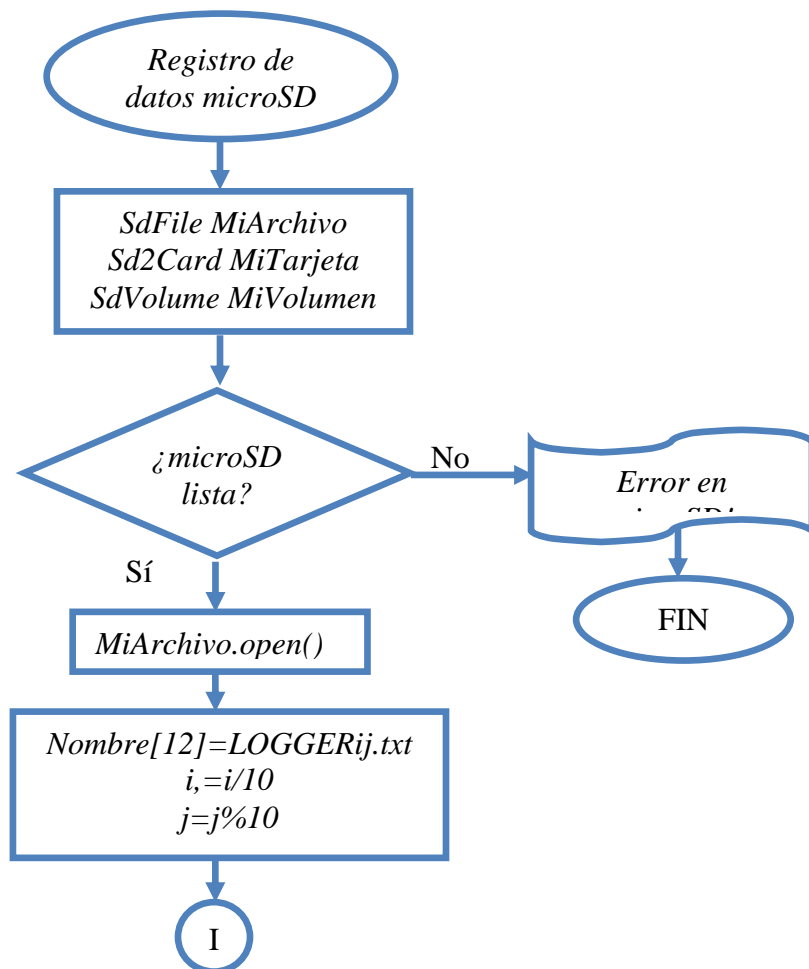 Registro de
datos microSD
SdFile MiArchivo
Sd2Card MiTarjeta
SdVolume MiVolumen
¿microSD
lista?
No
Error en
Sí
FIN
MiArchivo.open()
Nombre[12]=LOGGERij.txt
i,=i/10
j=j%10
I